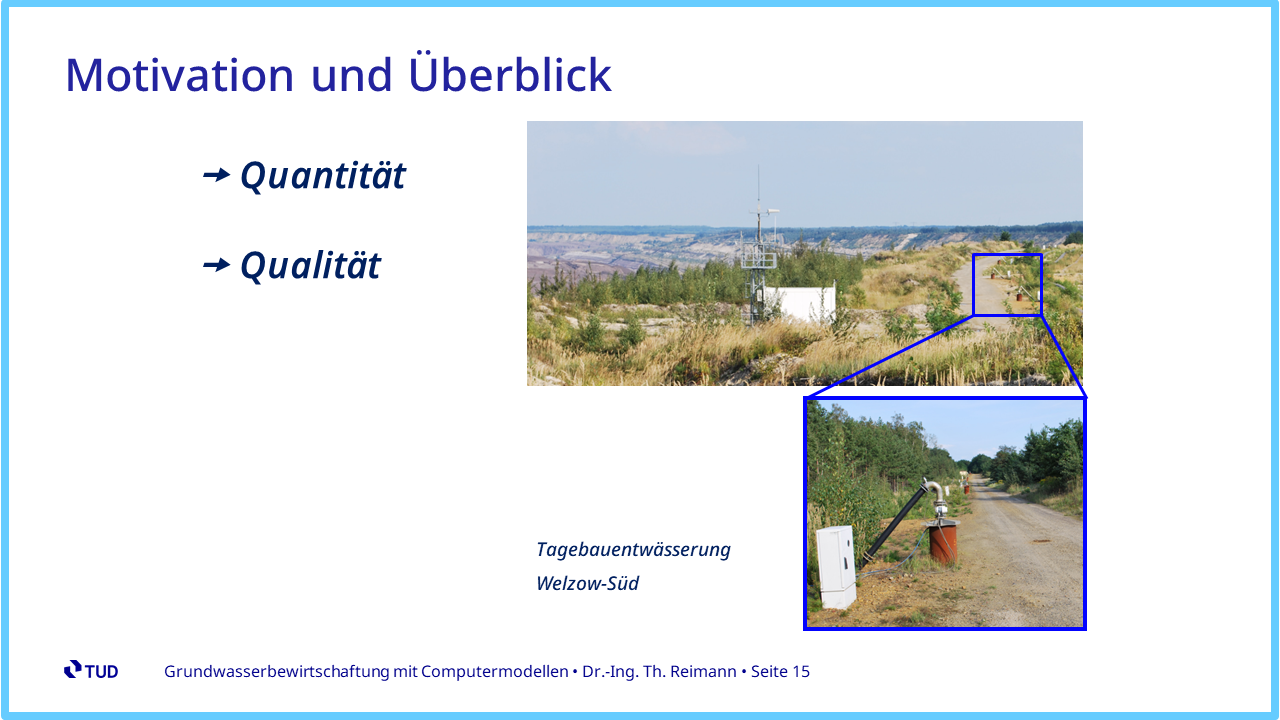 Motivation und Überblick
➞ Quantität
➞ Qualität
Tagebauentwässerung
Welzow-Süd
TUD
Grundwasserbewirtschaftung mit Computermodellen • Dr.-Ing. Th. Reimann • Seite 15